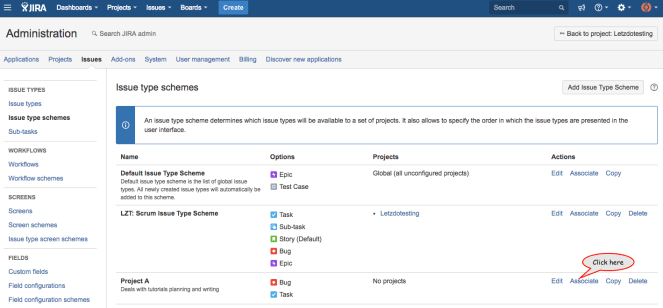 JIRA Dashboards Projects Issues Boards Create Search
Administration Search JIRA admin Back to project: Letzdotesting
Applications Projects Issues Add-ons System User management Billing Discover new applications
ISSUE TYPES
Issue types
Issue type schemes
Sub-tasks
WORKFLOWS
Workflows
Workflow schemes
SCREENS
Screens
Screen schemes
Issue type screen schemes
FIELDS
Custom fields
Field configurations
Field configuration schemes
Issue type schemes Add Issue Type Scheme
An issue type scheme determines which issue types will be available to a set of projects. It also allows to specify the order in which the issue types are presented in the
user interface.
Name Options Projects Actions
Default Issue Type Scheme
Default issue type scheme is the list of global issue
types. All newly created issue types will automatically be
added to this scheme.
Epic
Test Case
Global (all unconfigured projects)
Edit Associate Copy
LZT: Scrum Issue Type Scheme
Task
Sub-task
Story (Default)
Bug
Epic
• Letzdotesting
Edit Associate Copy Delete
Click here
Project A
Deals with tutorials planning and writing
Bug
Task
No projects
Edit Associate Copy Delete